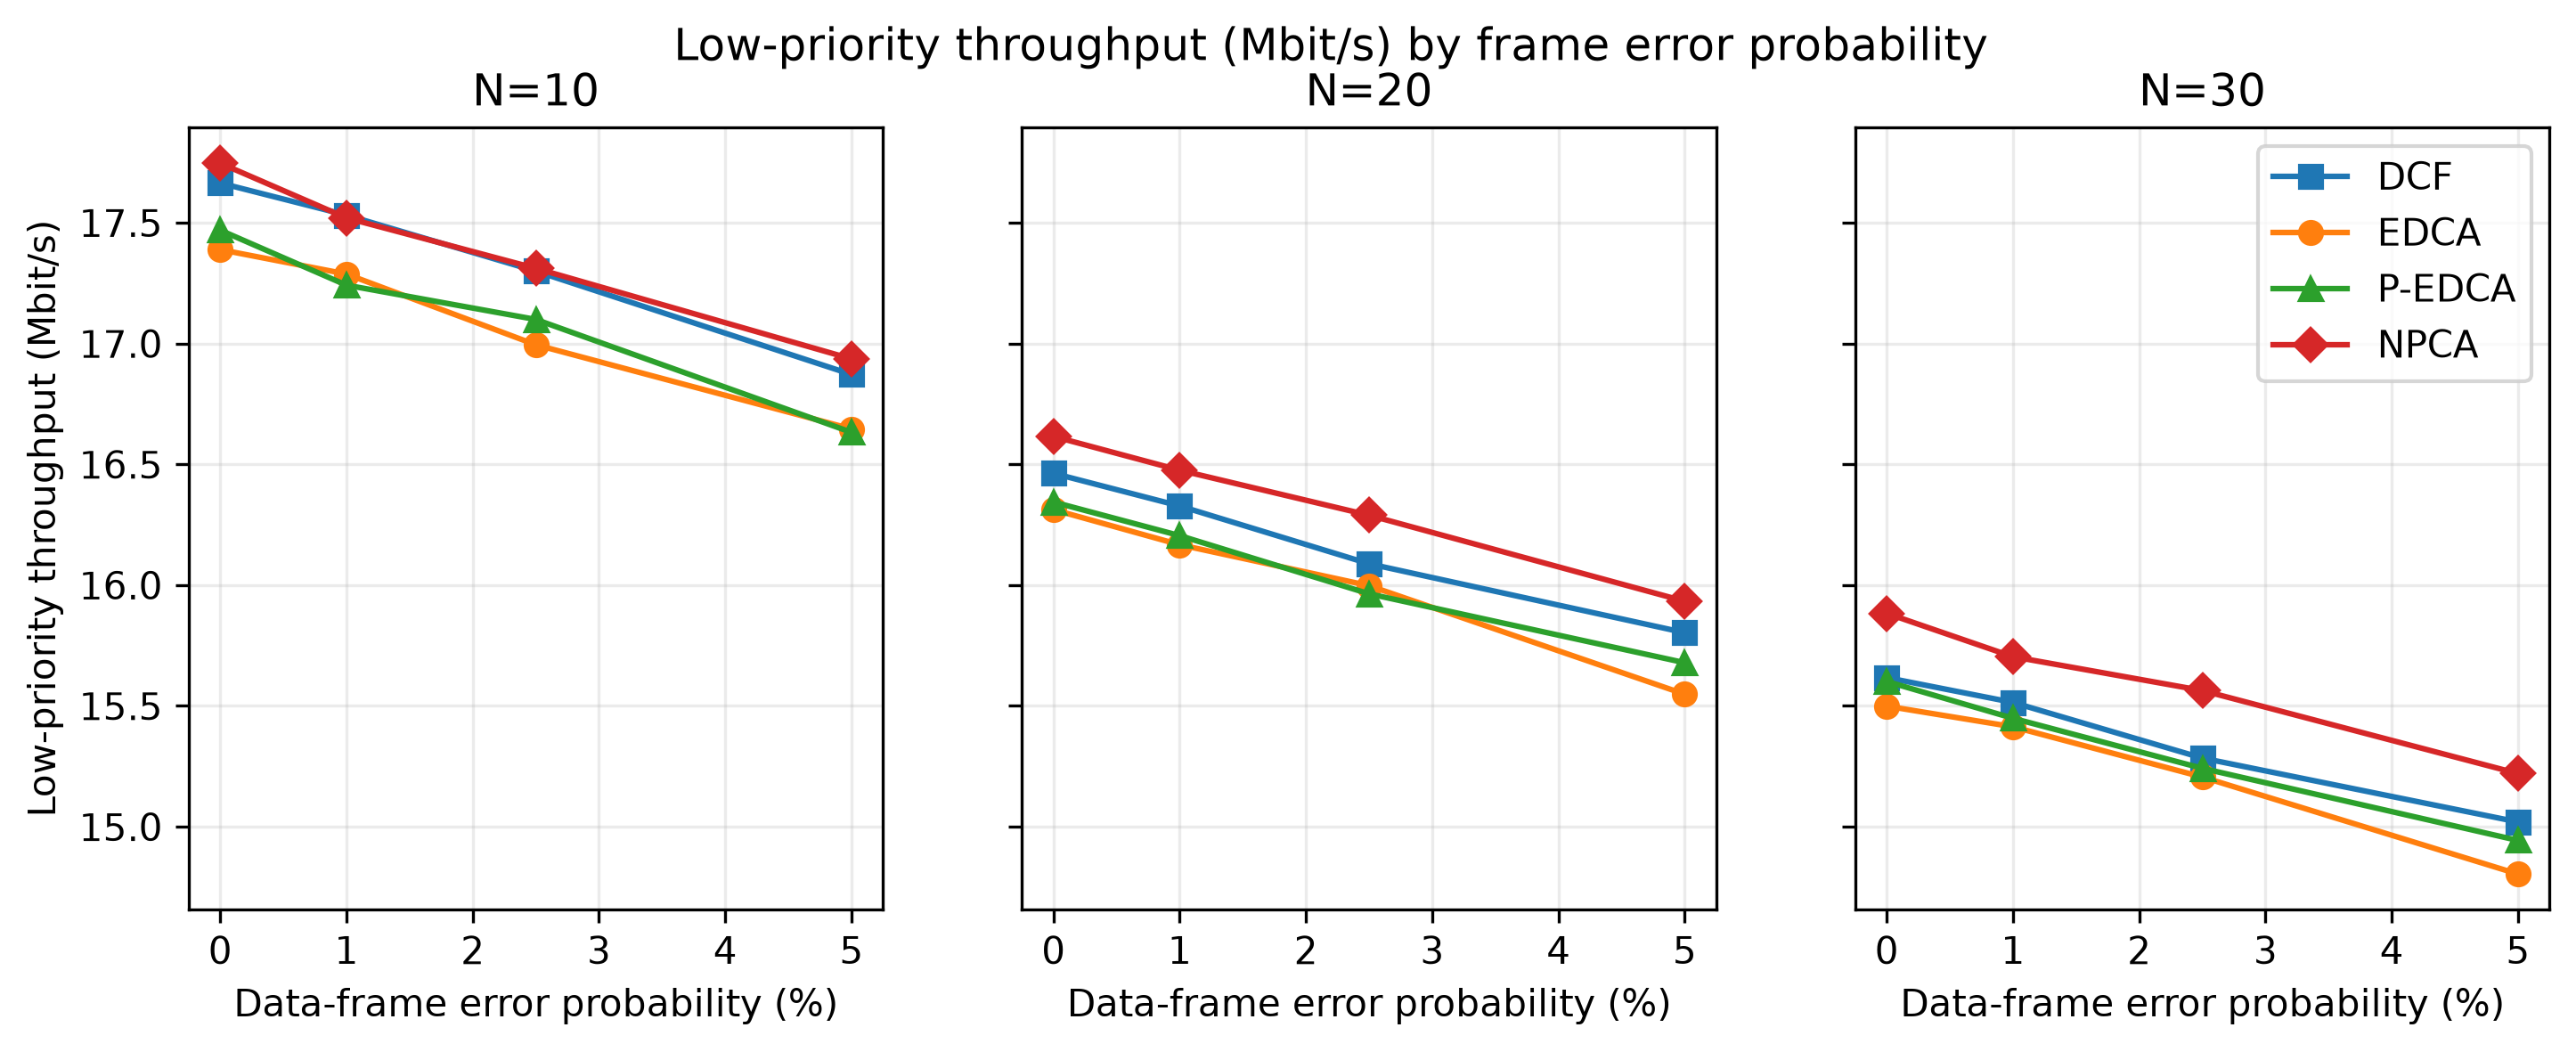 Low-priority throughput (Mbit/s) by frame error probability
N=10
N=20
N=30
Low-priority throughput (Mbit/s)
17.5
17.0
16.5
16.0
15.5
15.0
DCF
EDCA
P-EDCA
NPCA
0 1 2 3 4 5
0 1 2 3 4 5
0 1 2 3 4 5
Data-frame error probability (%)
Data-frame error probability (%)
Data-frame error probability (%)